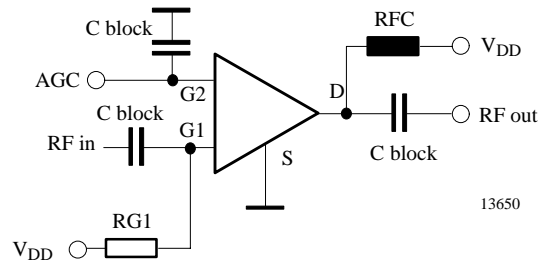 C block
RFC
AGC
G2
VDD
C block
D
G1
RF in
RF out
C block
S
13650
RG1
VDD